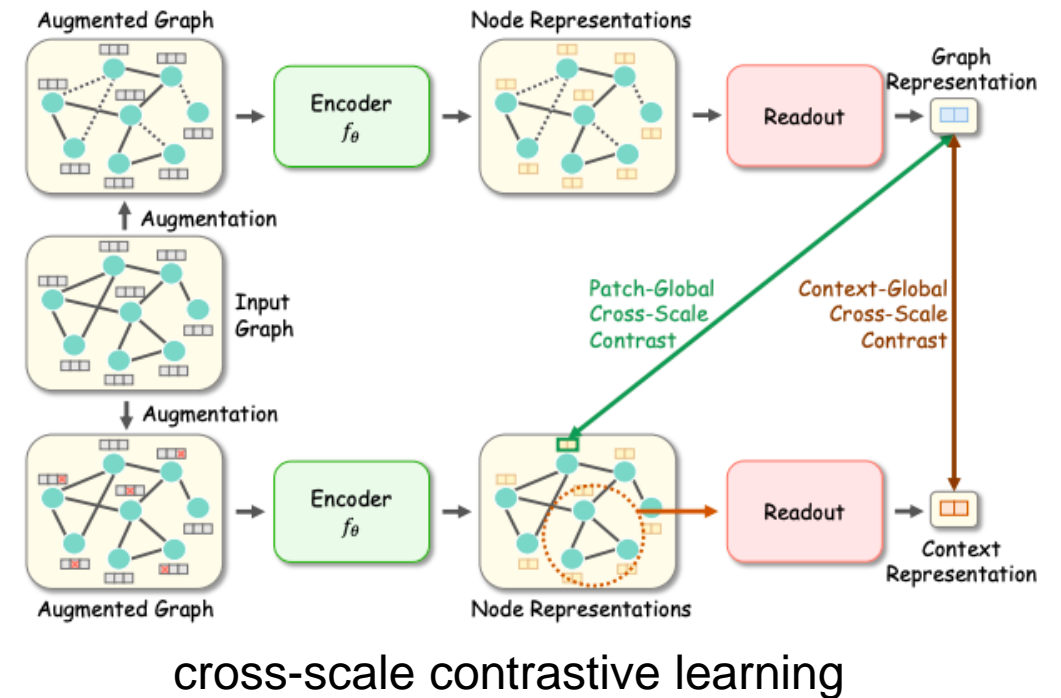 Augmented Graph
Node Representations
Graph
Representation
Encoder
fθ
Readout
Augmentation
Input
Graph
Patch-Global
Cross-Scale
Contrast
Context-Global
Cross-Scale
Contrast
Augmentation
Encoder
fθ
Readout
Context
Representation
Augmented Graph
Node Representations
cross-scale contrastive learning